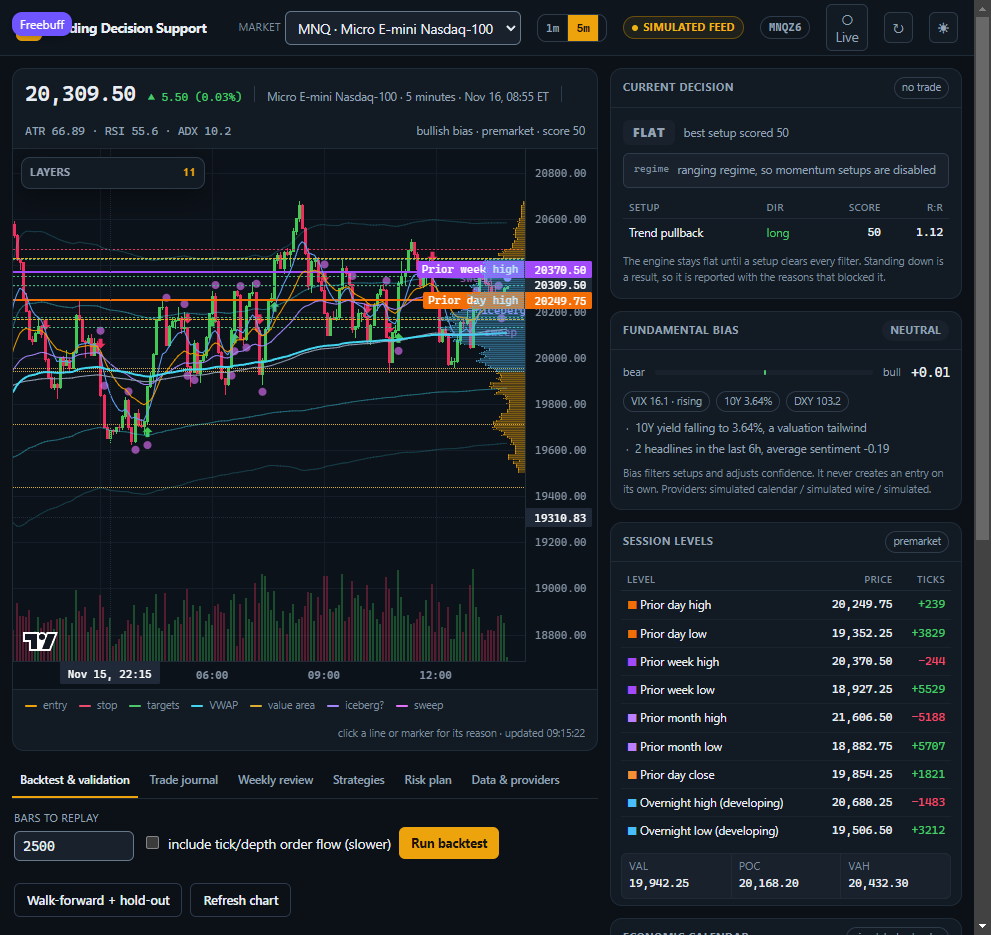 Freebuff
ding Decision Support
MARKET
MNQ · Micro E-mini Nasdaq-100
1m
5m
SIMULATED FEED
MNQZ6
Live
20,309.50
▲ 5.50 (0.03%)
Micro E-mini Nasdaq-100 · 5 minutes · Nov 16, 08:55 ET
ATR 66.89 · RSI 55.6 · ADX 10.2
bullish bias · premarket · score 50
LAYERS
11
20800.00
20600.00
Prior week high
20370.50
20309.50
Prior day high
20249.75
20200.00
iceberg
sweep
20000.00
19800.00
19600.00
19400.00
19310.83
19200.00
19000.00
18800.00
Nov 15, 22:15
06:00
09:00
12:00
entry
stop
targets
VWAP
value area
iceberg?
sweep
click a line or marker for its reason · updated 09:15:22
Backtest & validation
Trade journal
Weekly review
Strategies
Risk plan
Data & providers
BARS TO REPLAY
2500
include tick/depth order flow (slower)
Run backtest
Walk-forward + hold-out
Refresh chart
CURRENT DECISION
no trade
FLAT
best setup scored 50
regime
ranging regime, so momentum setups are disabled
SETUP DIR SCORE R:R
Trend pullback long 50 1.12
The engine stays flat until a setup clears every filter. Standing down is
a result, so it is reported with the reasons that blocked it.
FUNDAMENTAL BIAS
NEUTRAL
bear
bull
+0.01
VIX 16.1 · rising
10Y 3.64%
DXY 103.2
· 10Y yield falling to 3.64%, a valuation tailwind
· 2 headlines in the last 6h, average sentiment -0.19
Bias filters setups and adjusts confidence. It never creates an entry on
its own. Providers: simulated calendar / simulated wire / simulated.
SESSION LEVELS
premarket
LEVEL PRICE TICKS
Prior day high 20,249.75 +239
Prior day low 19,352.25 +3829
Prior week high 20,370.50 −244
Prior week low 18,927.25 +5529
Prior month high 21,606.50 −5188
Prior month low 18,882.75 +5707
Prior day close 19,854.25 +1821
Overnight high (developing) 20,680.25 −1483
Overnight low (developing) 19,506.50 +3212
VAL POC VAH
19,942.25 20,168.20 20,432.30
ECONOMIC CALENDAR